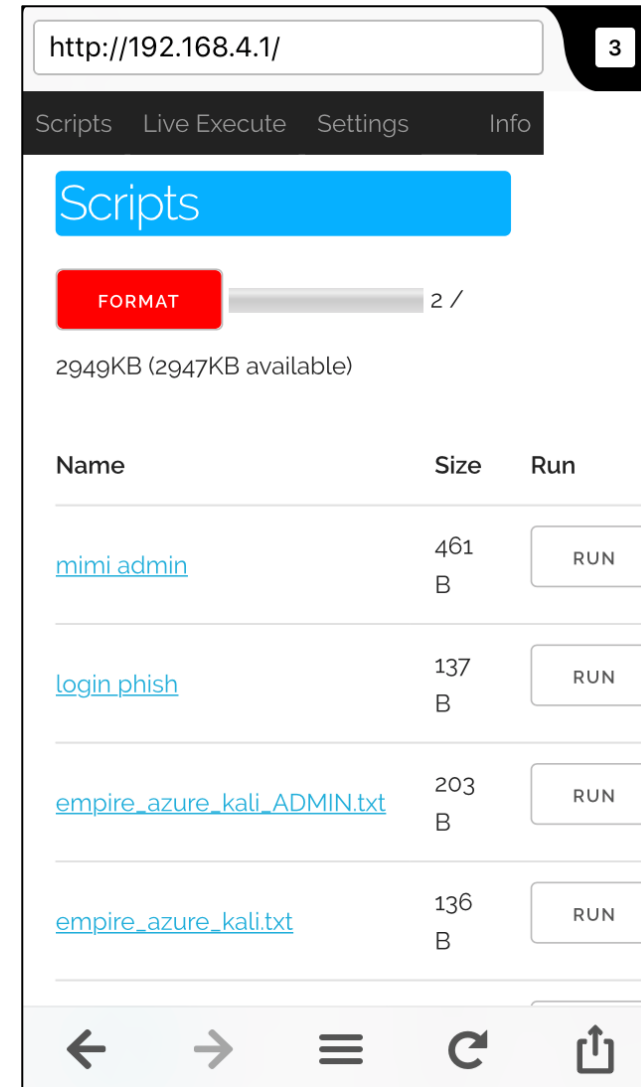 http://192.168.4.1/
3
Scripts Live Execute Settings Info
Scripts
FORMAT 2 /
2949KB (2947KB available)
Name Size Run
mimi admin 461 B RUN
login phish 137 B RUN
empire_azure_kali_ADMIN.txt 203 B RUN
empire_azure_kali.txt 136 B RUN